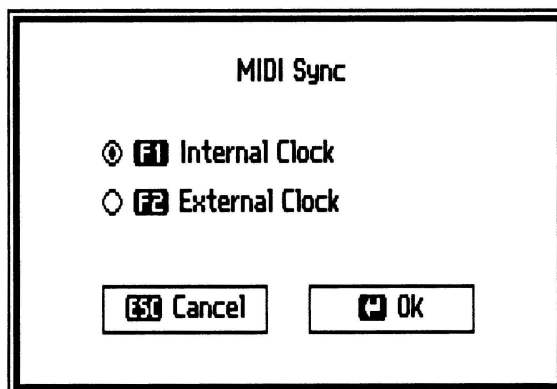 MIDI Sync
F1 Internal Clock
F2 External Clock
ESC Cancel
↵ OK